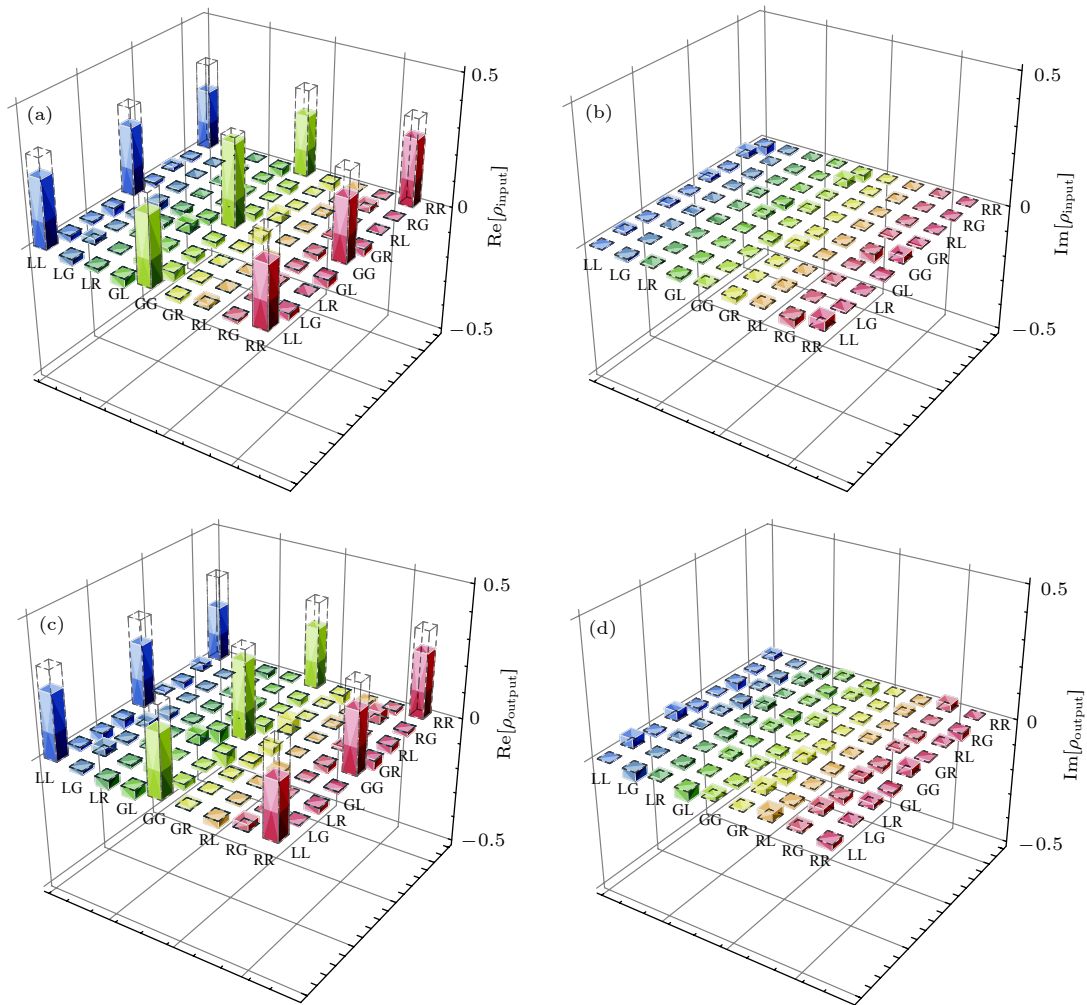 (a)
0.5
0
−0.5
Re[ρinput]
LL
LG
LR
GL
GG
GR
RL
RG
RR
LL
LG
LR
GL
GG
GR
RL
RG
RR
(b)
0.5
0
−0.5
Im[ρinput]
LL
LG
LR
GL
GG
GR
RL
RG
RR
LL
LG
LR
GL
GG
GR
RL
RG
RR
(c)
0.5
0
−0.5
Re[ρoutput]
LL
LG
LR
GL
GG
GR
RL
RG
RR
LL
LG
LR
GL
GG
GR
RL
RG
RR
(d)
0.5
0
−0.5
Im[ρoutput]
LL
LG
LR
GL
GG
GR
RL
RG
RR
LL
LG
LR
GL
GG
GR
RL
RG
RR